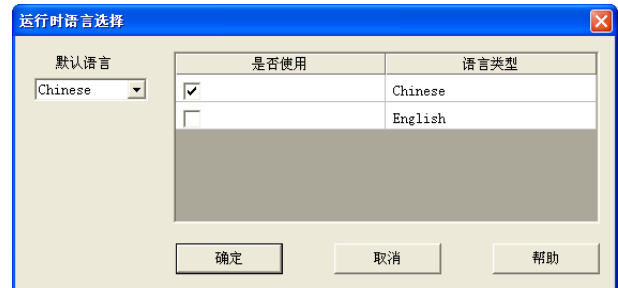 运行时语言选择
默认语言
Chinese
是否使用 语言类型
Chinese
English
确定 取消 帮助